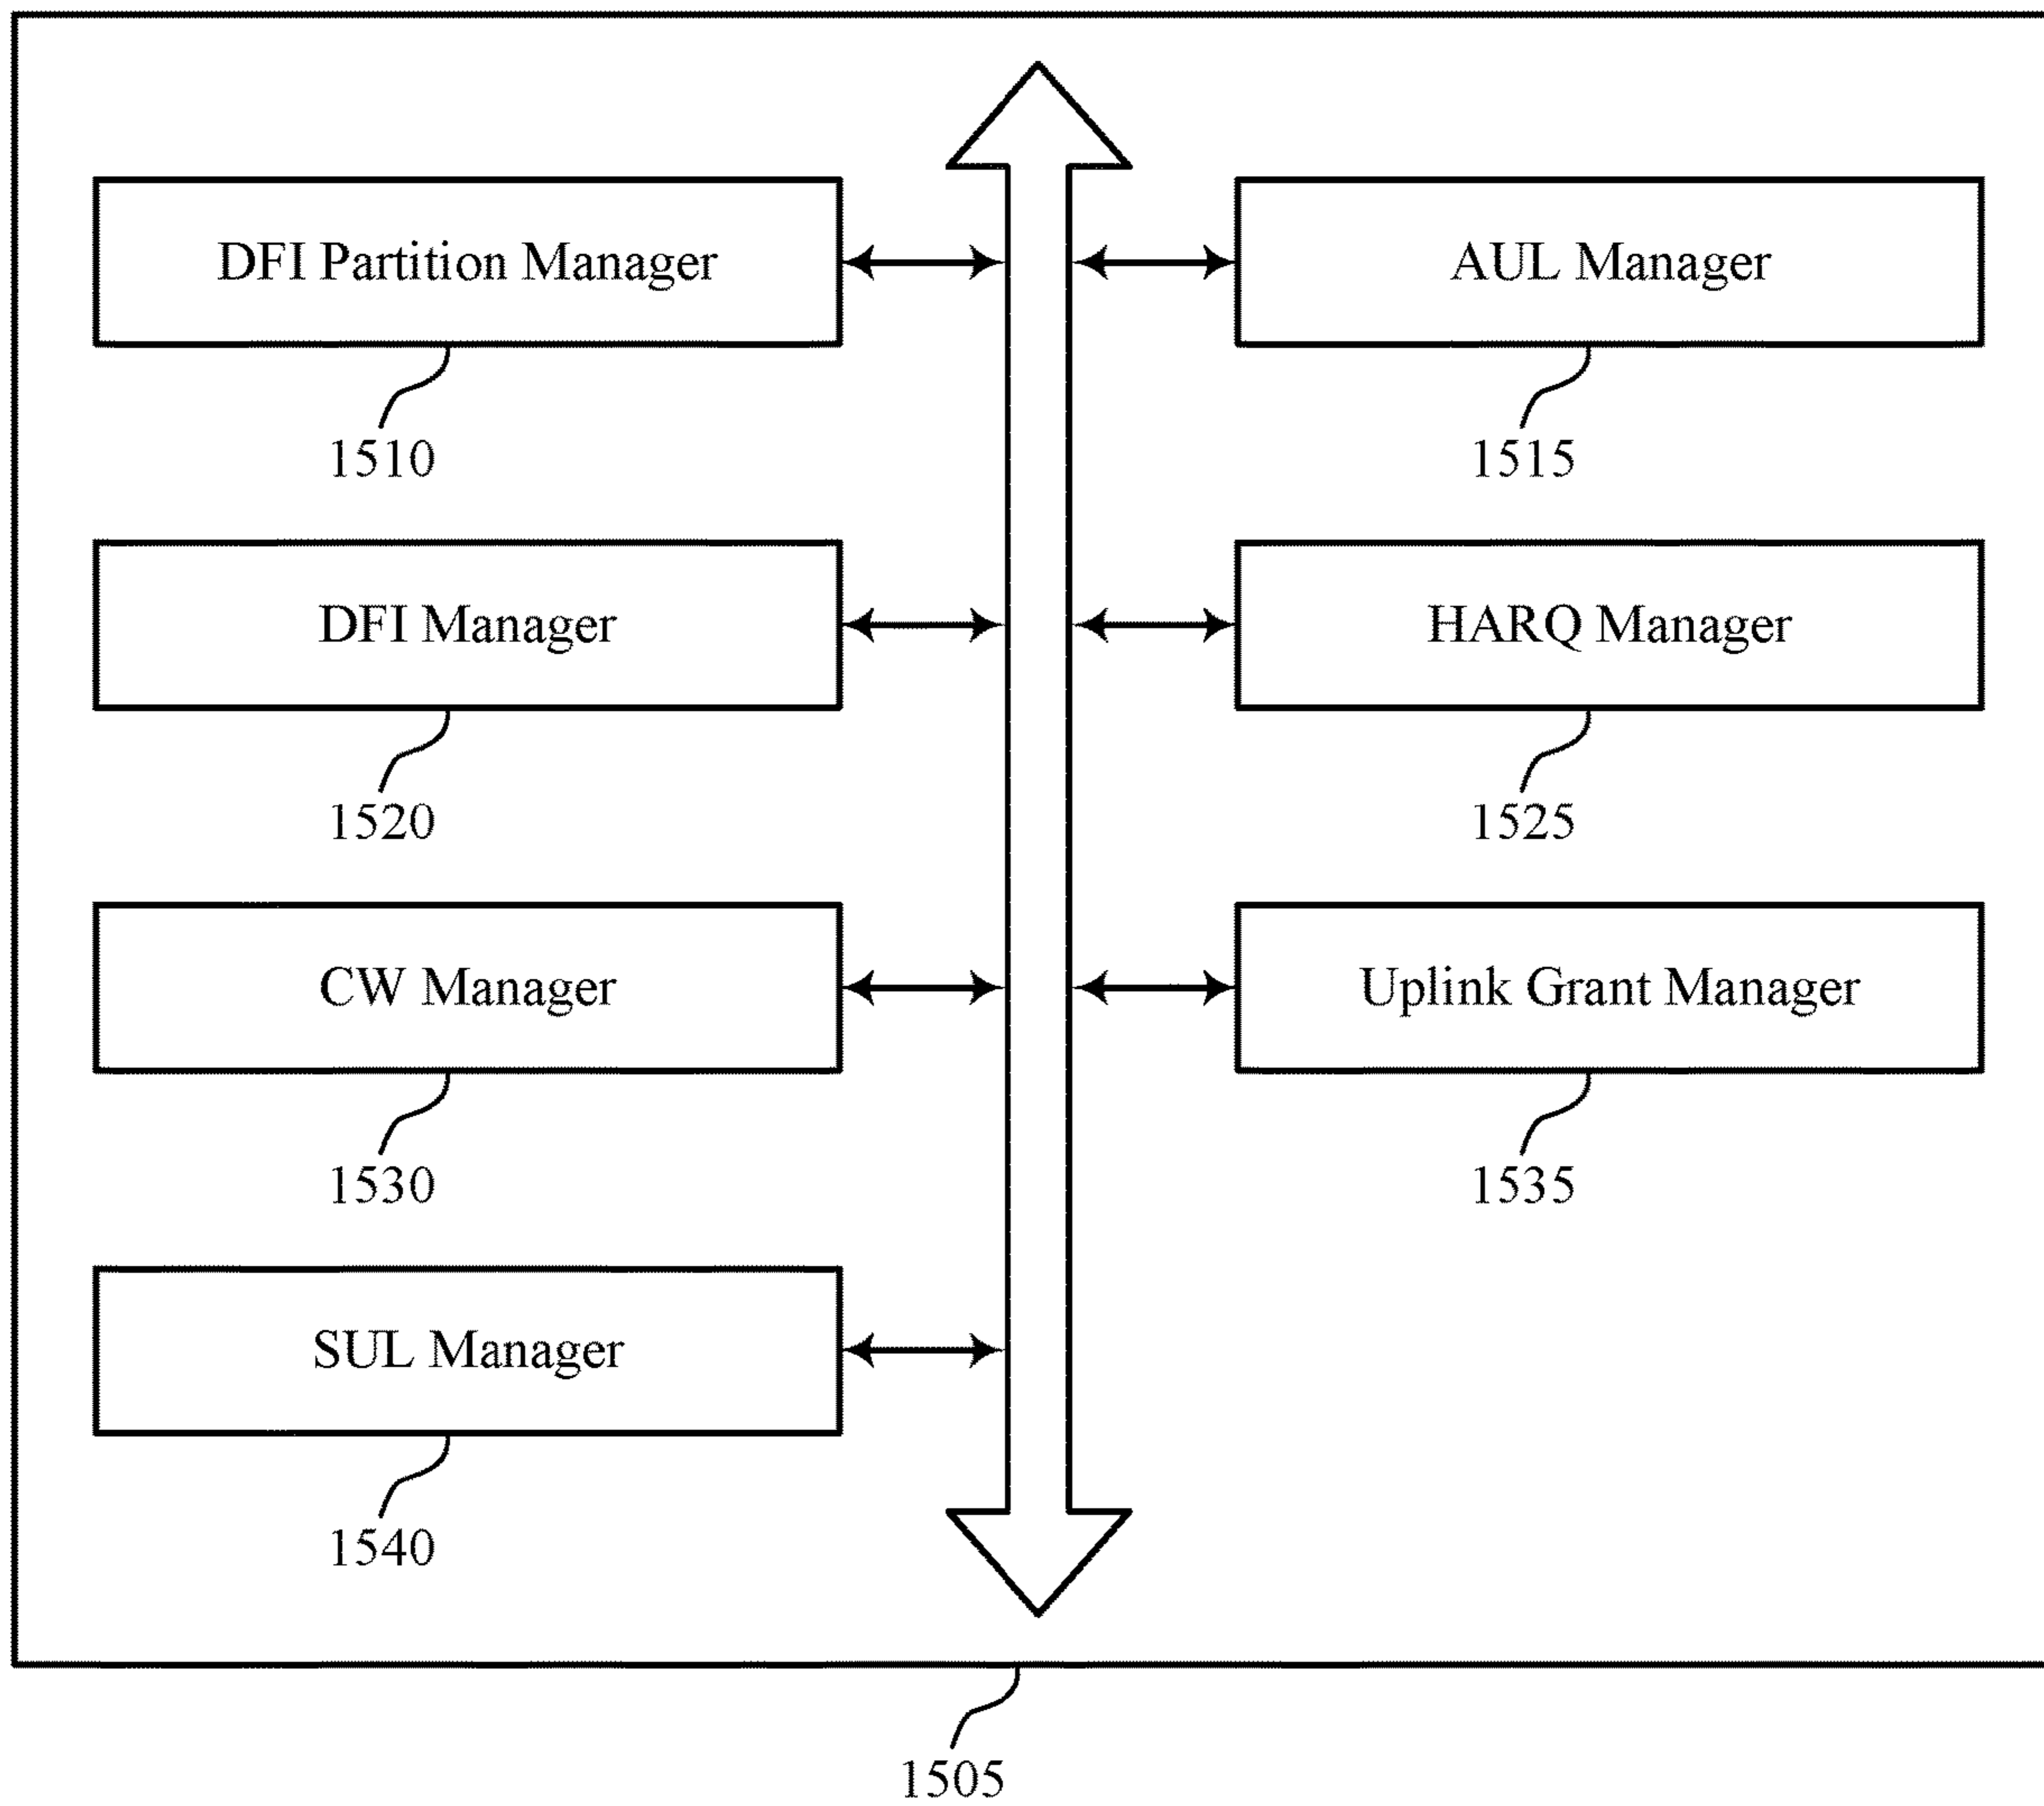 DFI Partition Manager
AUL Manager
1510
1515
DFI Manager
HARQ Manager
1520
1525
CW Manager
Uplink Grant Manager
1530
1535
SUL Manager
1540
1505